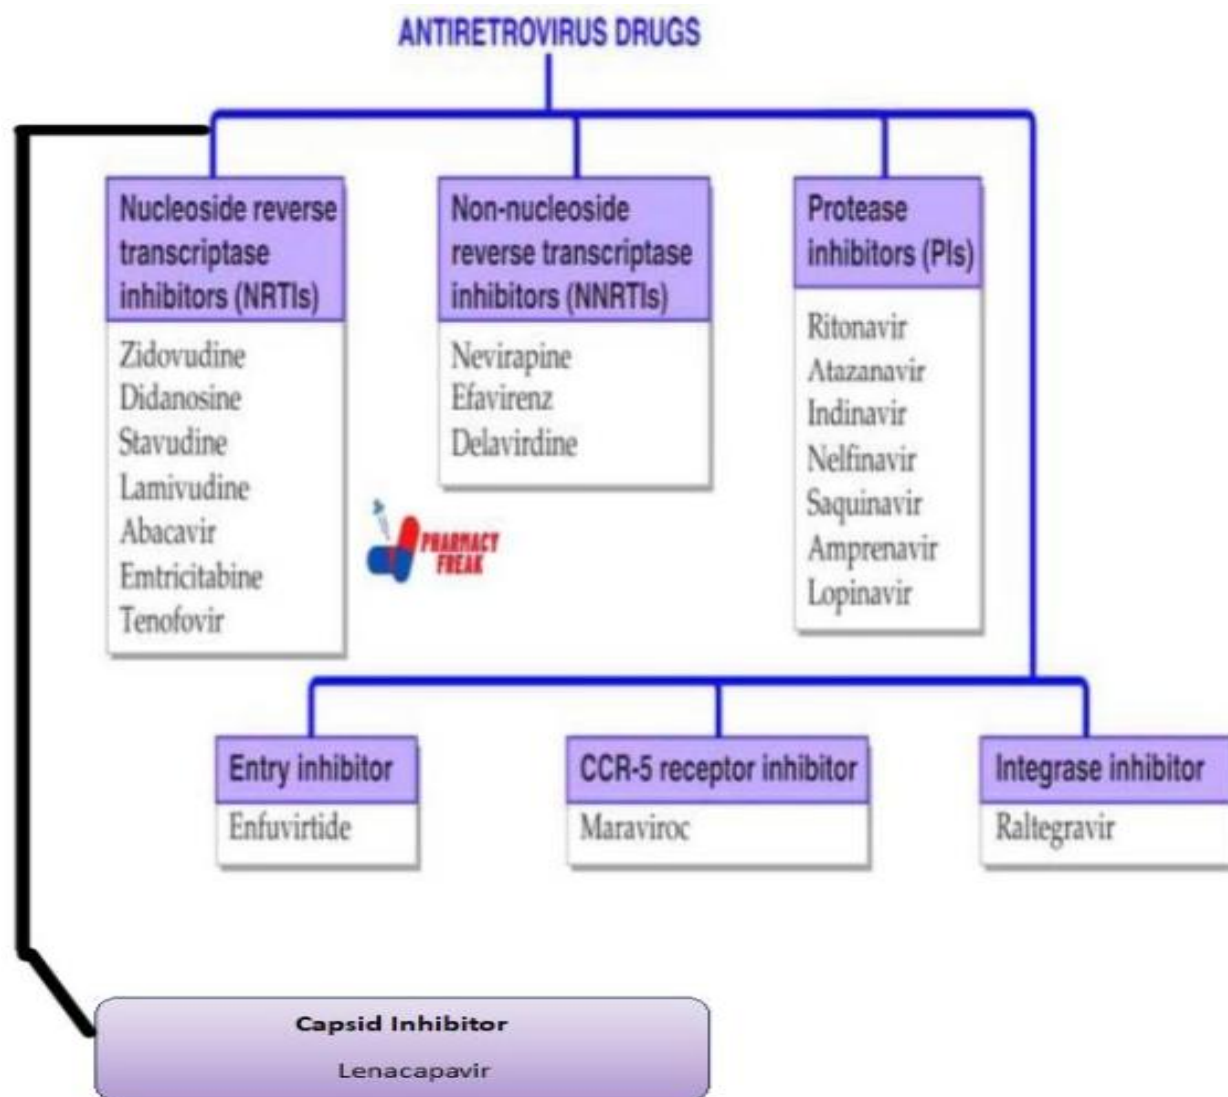 ANTIRETROVIRUS DRUGS
Nucleoside reverse
transcriptase
inhibitors (NRTIs)
Zidovudine
Didanosine
Stavudine
Lamivudine
Abacavir
Emtricitabine
Tenofovir
Non-nucleoside
reverse transcriptase
inhibitors (NNRTIs)
Nevirapine
Efavirenz
Delavirdine
Protease
inhibitors (PIs)
Ritonavir
Atazanavir
Indinavir
Nelfinavir
Saquinavir
Amprenavir
Lopinavir
PHARMACY
FREAK
Entry inhibitor
Enfuvirtide
CCR-5 receptor inhibitor
Maraviroc
Integrase inhibitor
Raltegravir
Capsid Inhibitor
Lenacapavir